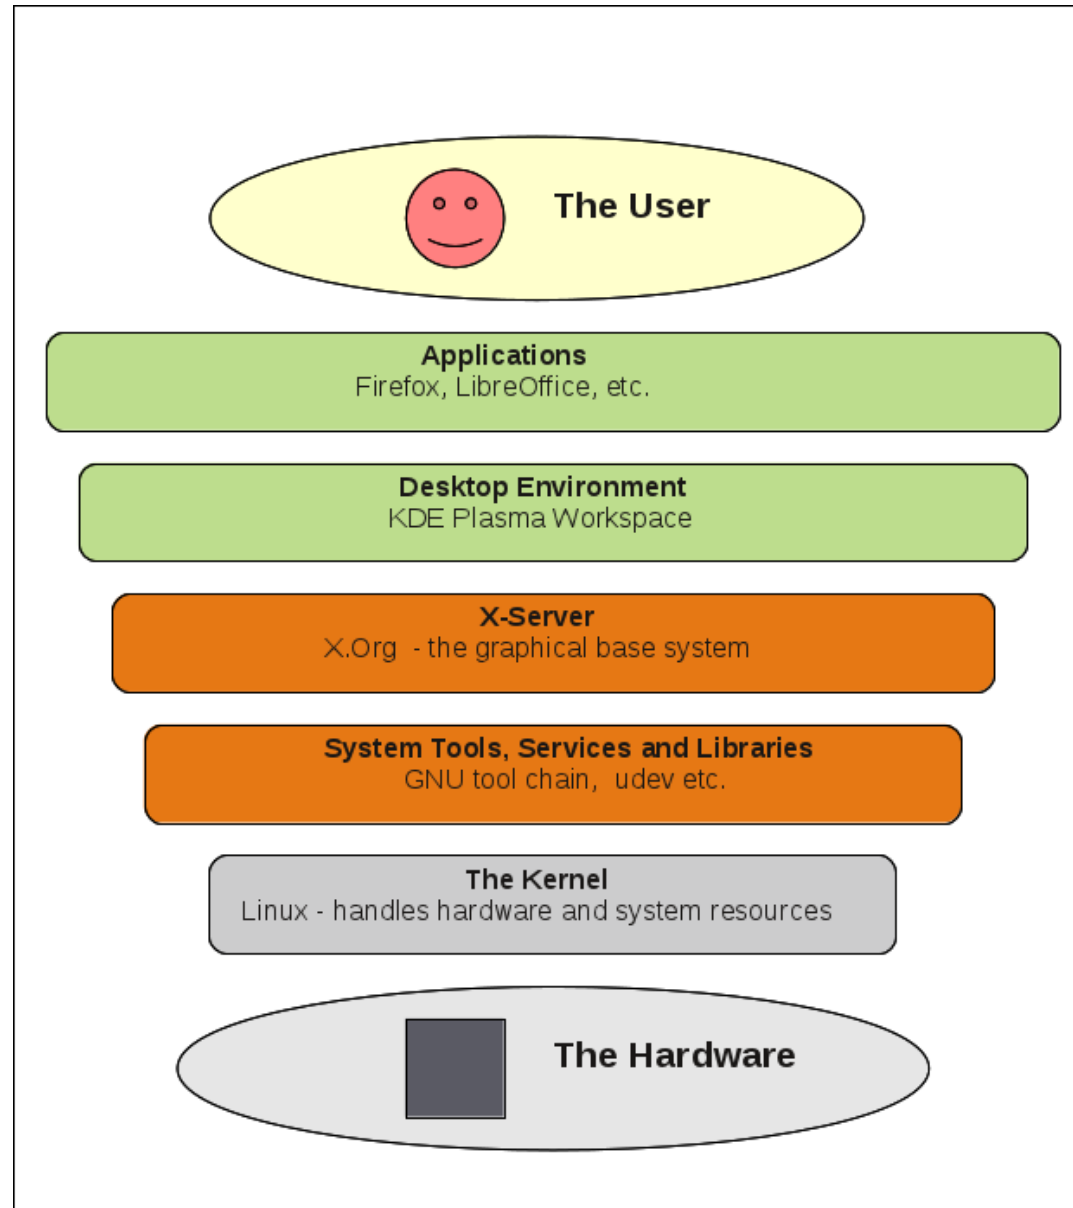 The User
Applications
Firefox, LibreOffice, etc.
Desktop Environment
KDE Plasma Workspace
X-Server
X.Org  - the graphical base system
System Tools, Services and Libraries
GNU tool chain,  udev etc.
The Kernel
Linux - handles hardware and system resources
The Hardware